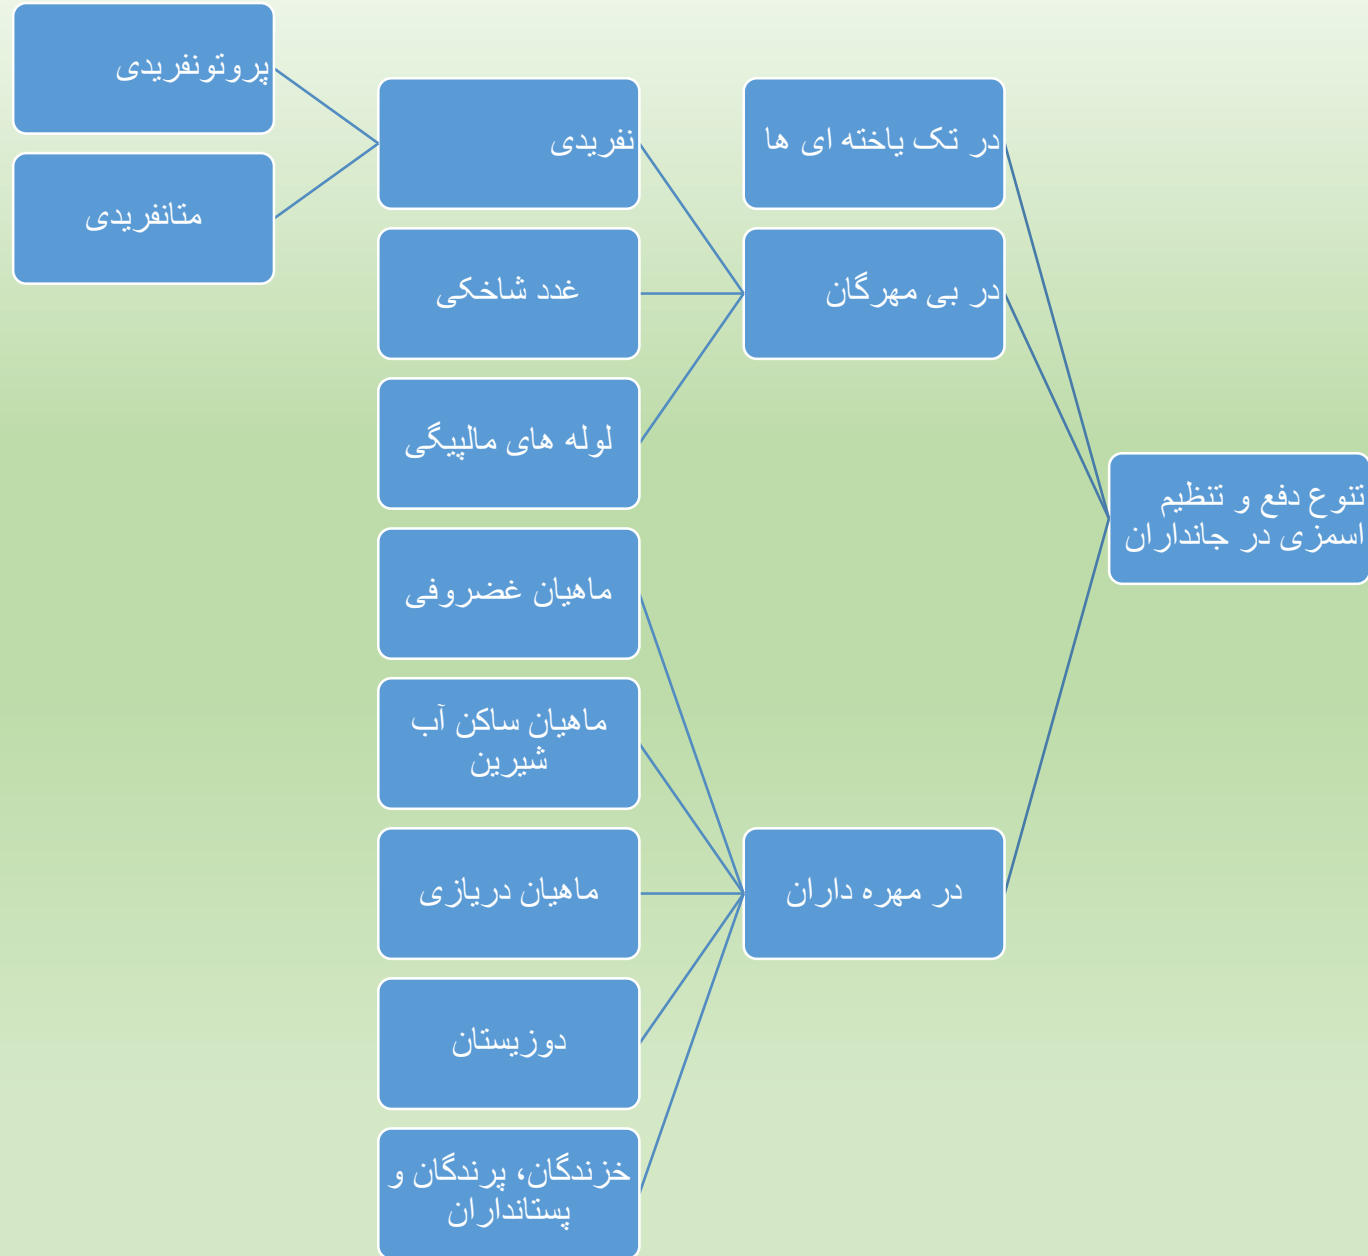 تنوع دفع و تنظیم
اسمزی در جانداران
در تک یاخته ای ها
در بی مهرگان
نفریدی
پروتونفریدی
متانفریدی
غدد شاخکی
لوله های مالپیگی
در مهره داران
ماهیان غضروفی
ماهیان ساکن آب
شیرین
ماهیان دریازی
دوزیستان
خزندگان، پرندگان و
پستانداران